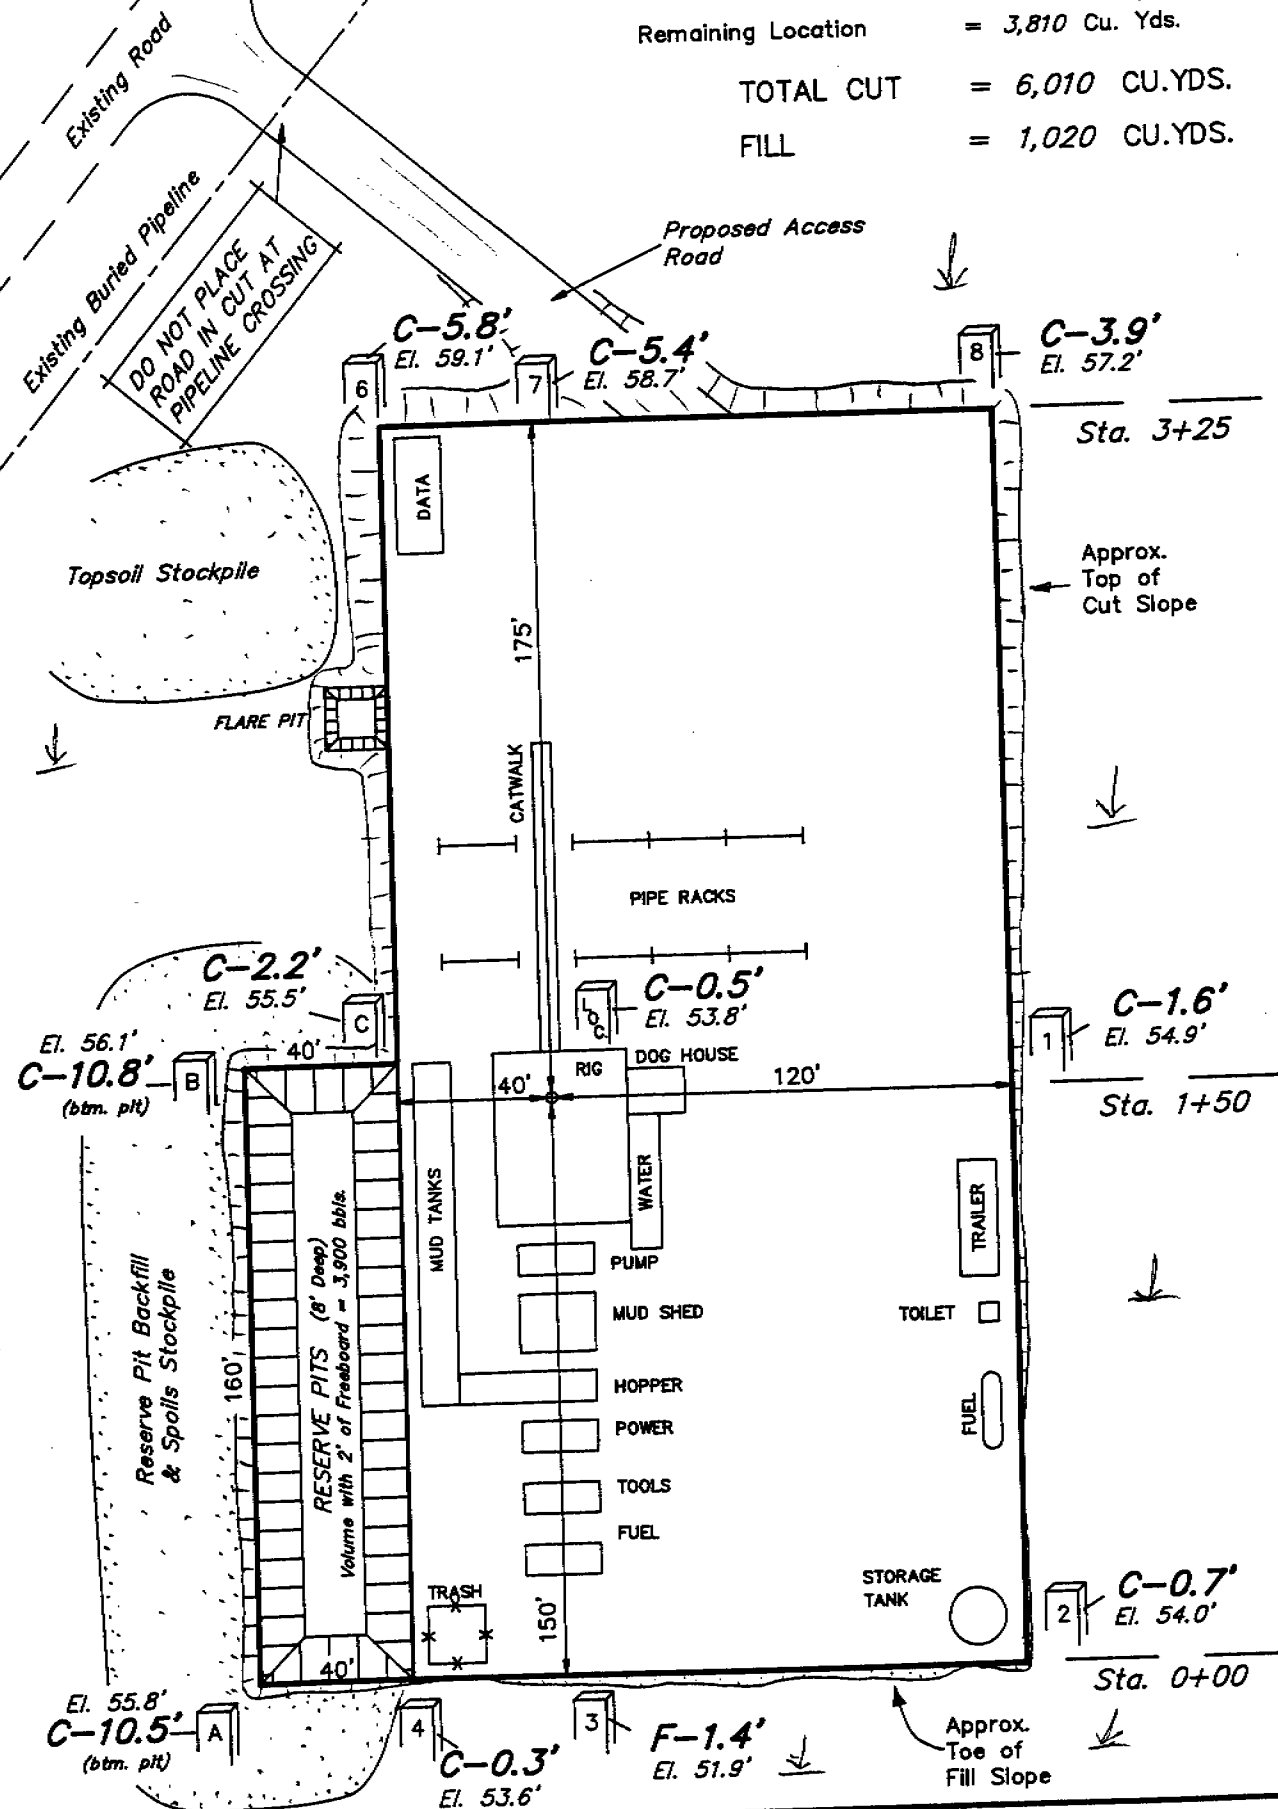 Remaining Location = 3,810 Cu. Yds.
TOTAL CUT = 6,010 CU.YDS.
FILL = 1,020 CU.YDS.
Existing Road
Existing Buried Pipeline
DO NOT PLACE
ROAD IN CUT AT
PIPELINE CROSSING
Proposed Access
Road
C-5.8'
El. 59.1'
6
C-5.4'
El. 58.7'
7
C-3.9'
El. 57.2'
8
Sta. 3+25
DATA
Topsoil Stockpile
175'
Approx.
Top of
Cut Slope
FLARE PIT
CATWALK
PIPE RACKS
C-2.2'
El. 55.5'
C
C-0.5'
El. 53.8'
LOC.
C-1.6'
El. 54.9'
1
El. 56.1'
C-10.8'
(btm. pit)
B
40'
RIG
DOG HOUSE
40'
120'
Sta. 1+50
MUD TANKS
WATER
TRAILER
Reserve Pit Backfill
& Spoils Stockpile
160'
RESERVE PITS (8' Deep)
Volume with 2' of Freeboard = 3,900 bbls.
PUMP
MUD SHED
TOILET
HOPPER
POWER
FUEL
TOOLS
FUEL
TRASH
150'
STORAGE
TANK
C-0.7'
El. 54.0'
2
40'
Sta. 0+00
El. 55.8'
C-10.5'
(btm. pit)
A
4
C-0.3'
El. 53.6'
3
F-1.4'
El. 51.9'
Approx.
Toe of
Fill Slope